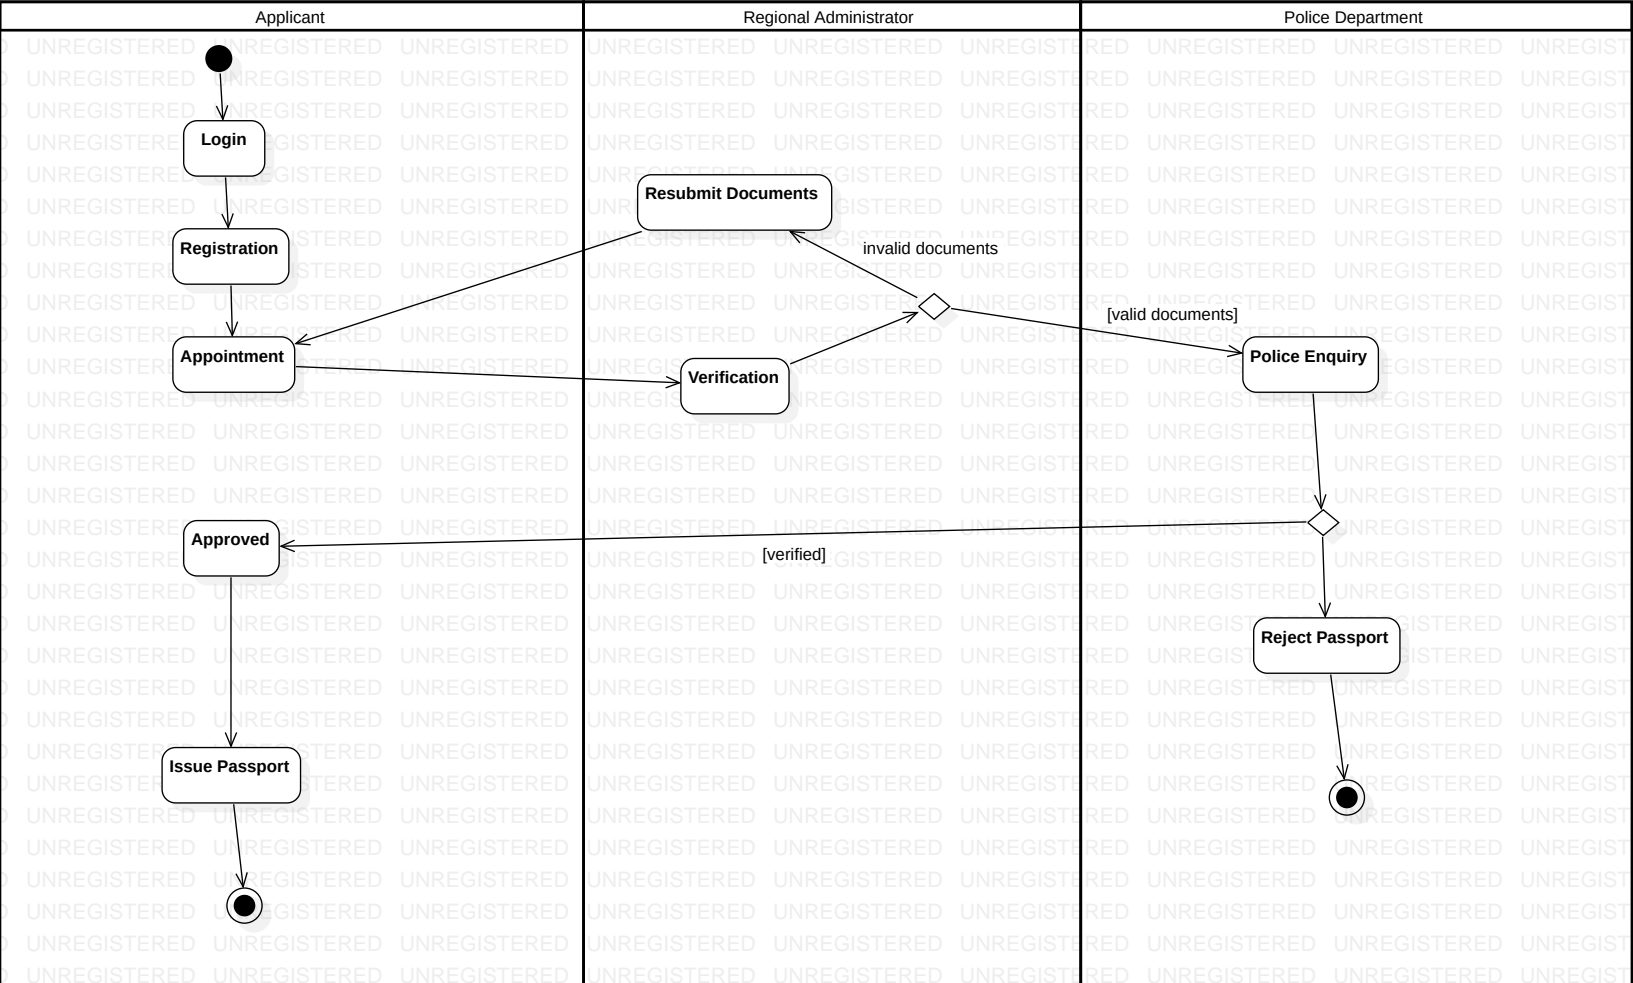 Applicant
Regional Administrator
Police Department
Login
Registration
Appointment
Resubmit Documents
invalid documents
Verification
[valid documents]
Police Enquiry
Approved
[verified]
Reject Passport
Issue Passport
UNREGISTERED